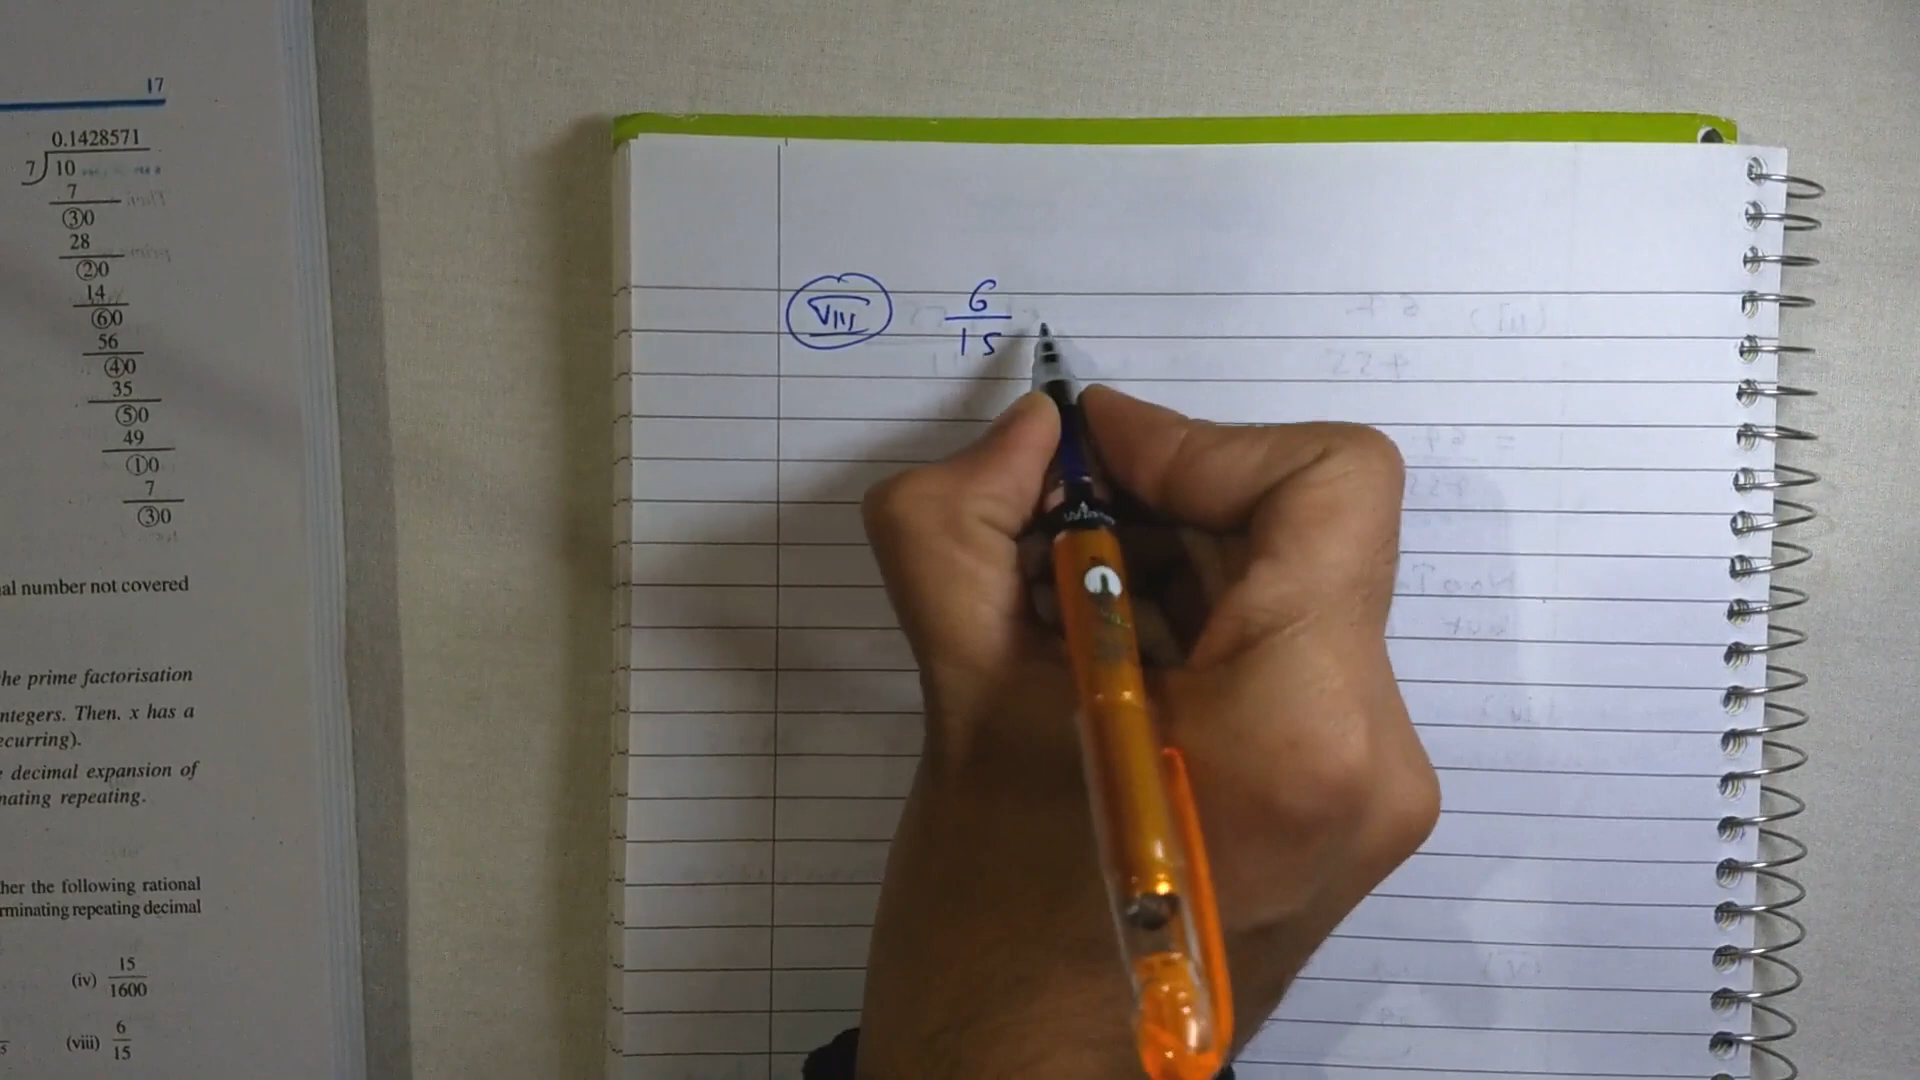 17
0.1428571
7 10
7
30
28
20
14
60
56
40
35
50
49
10
7
30
al number not covered
he prime factorisation
ntegers. Then, x has a
ecurring).
decimal expansion of
nating repeating.
her the following rational
rminating repeating decimal
(iv) 15/1600
(viii) 6/15
VIII 6/15